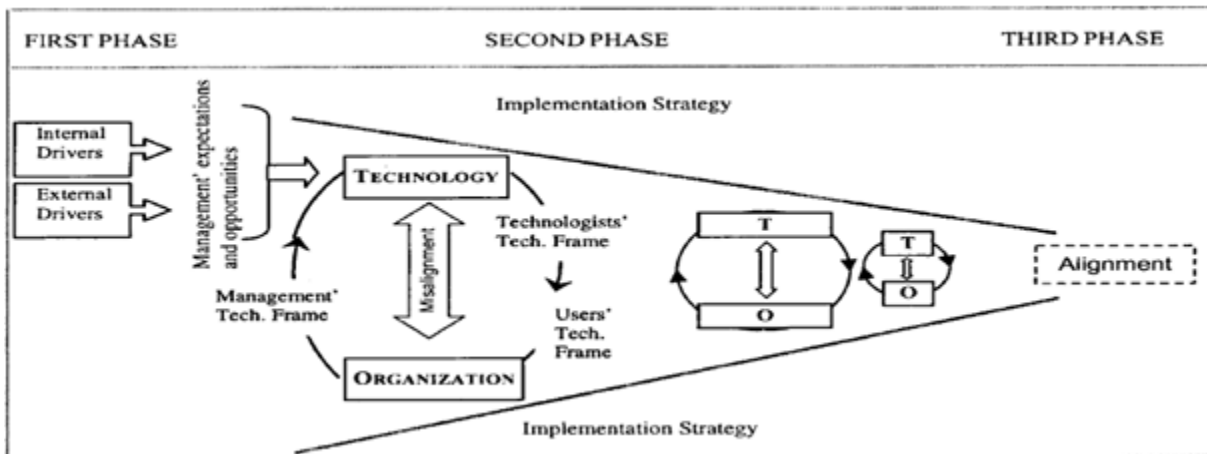 FIRST PHASE
SECOND PHASE
THIRD PHASE
Implementation Strategy
Internal
Drivers
External
Drivers
Management' expectations
and opportunities
TECHNOLOGY
Misalignment
Technologists'
Tech. Frame
Management'
Tech. Frame
Users'
Tech.
Frame
ORGANIZATION
T
O
T
O
Alignment
Implementation Strategy